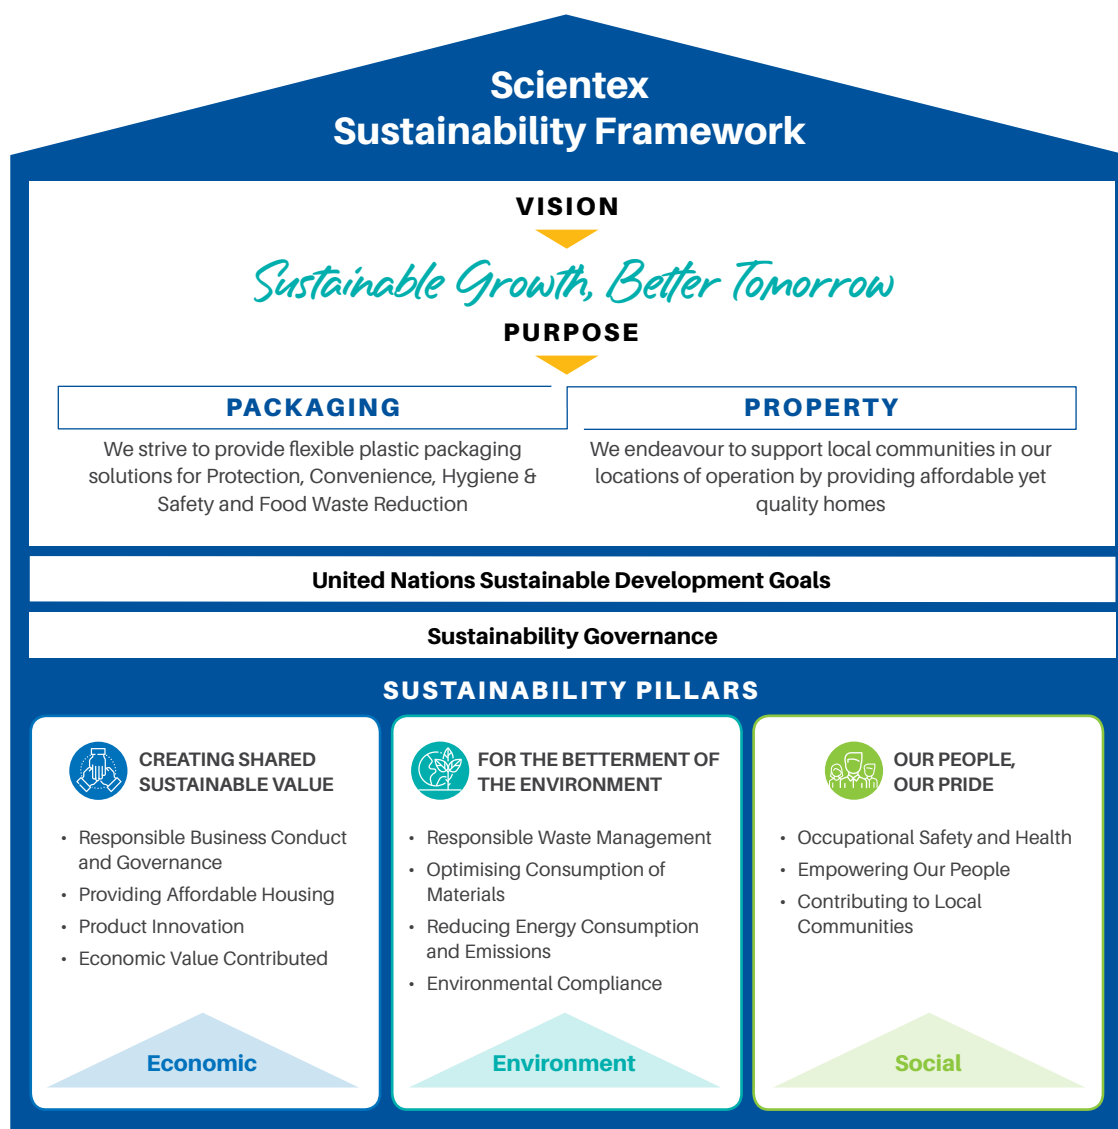 Scientex
Sustainability Framework
VISION
Sustainable Growth, Better Tomorrow
PURPOSE
PACKAGING
We strive to provide flexible plastic packaging
solutions for Protection, Convenience, Hygiene &
Safety and Food Waste Reduction
PROPERTY
We endeavour to support local communities in our
locations of operation by providing affordable yet
quality homes
United Nations Sustainable Development Goals
Sustainability Governance
SUSTAINABILITY PILLARS
CREATING SHARED
SUSTAINABLE VALUE
• Responsible Business Conduct
and Governance
• Providing Affordable Housing
• Product Innovation
• Economic Value Contributed
Economic
FOR THE BETTERMENT OF
THE ENVIRONMENT
• Responsible Waste Management
• Optimising Consumption of
Materials
• Reducing Energy Consumption
and Emissions
• Environmental Compliance
Environment
OUR PEOPLE,
OUR PRIDE
• Occupational Safety and Health
• Empowering Our People
• Contributing to Local
Communities
Social